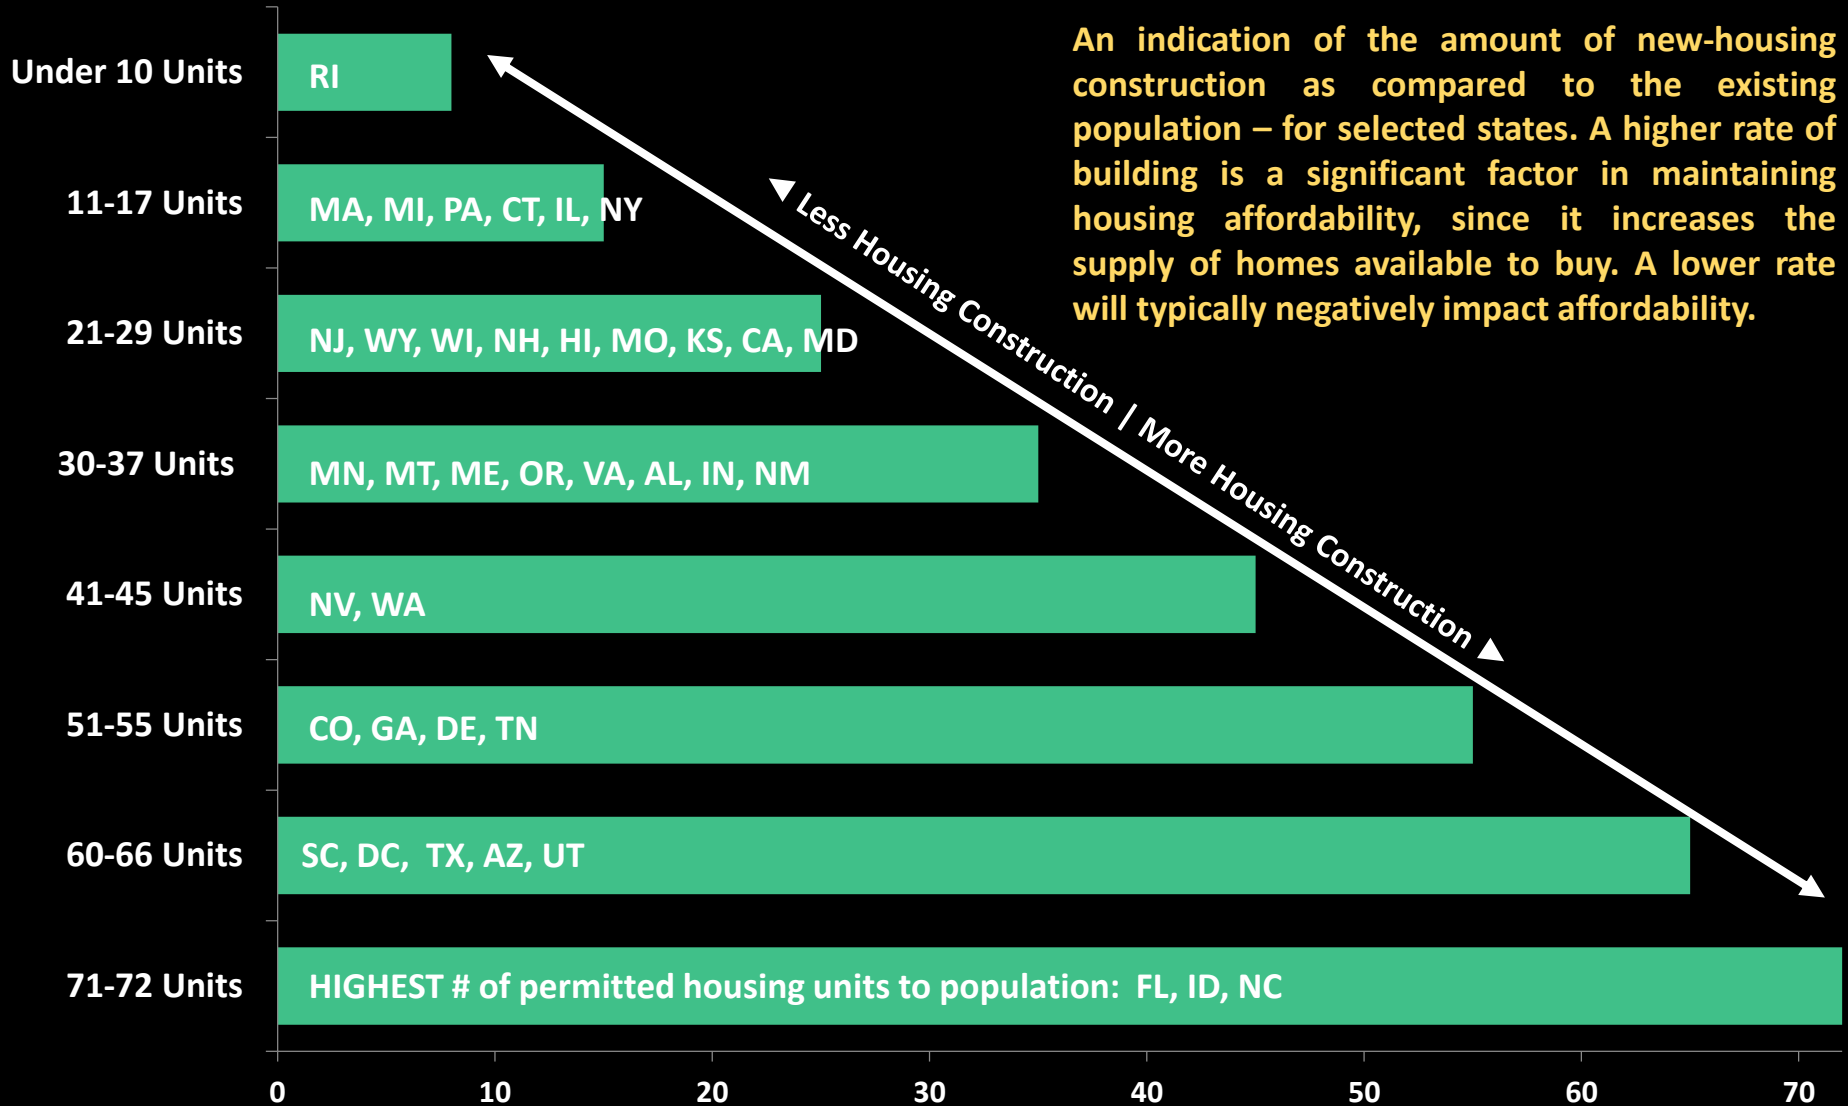 An indication of the amount of new-housing
construction as compared to the existing
population – for selected states. A higher rate of
building is a significant factor in maintaining
housing affordability, since it increases the
supply of homes available to buy. A lower rate
will typically negatively impact affordability.
Under 10 Units
RI
11-17 Units
MA, MI, PA, CT, IL, NY
21-29 Units
NJ, WY, WI, NH, HI, MO, KS, CA, MD
30-37 Units
MN, MT, ME, OR, VA, AL, IN, NM
41-45 Units
NV, WA
51-55 Units
CO, GA, DE, TN
60-66 Units
SC, DC, TX, AZ, UT
71-72 Units
HIGHEST # of permitted housing units to population: FL, ID, NC
◄ Less Housing Construction | More Housing Construction ►
0 10 20 30 40 50 60 70